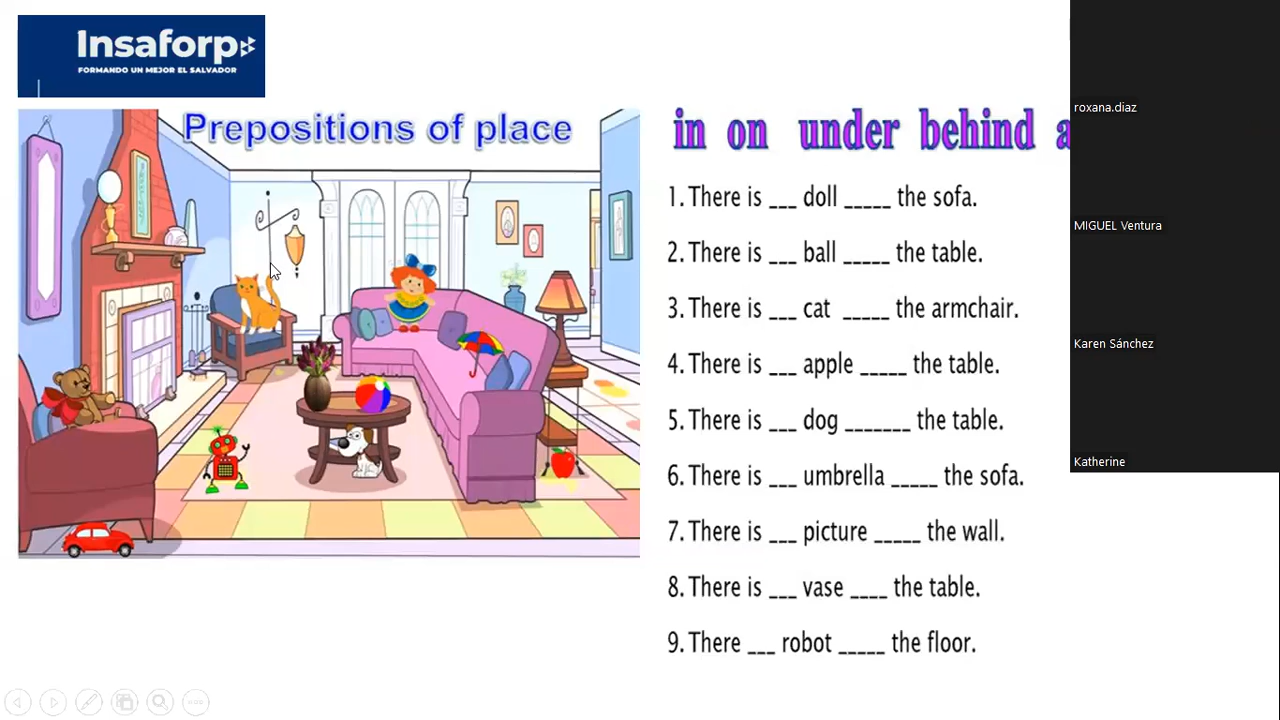 Insaforp
FORMANDO UN MEJOR EL SALVADOR
Prepositions of place
in on under behind a
1. There is ___ doll _____ the sofa.
2. There is ___ ball _____ the table.
3. There is ___ cat _____ the armchair.
4. There is ___ apple _____ the table.
5. There is ___ dog _______ the table.
6. There is ___ umbrella _____ the sofa.
7. There is ___ picture _____ the wall.
8. There is ___ vase ____ the table.
9. There ___ robot _____ the floor.
roxana.diaz
MIGUEL Ventura
Karen Sánchez
Katherine